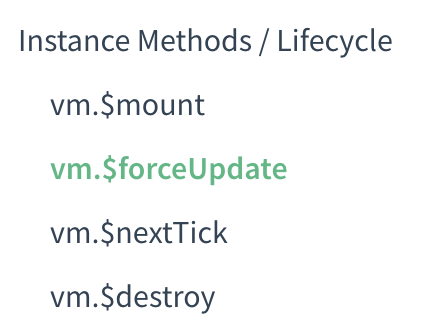 Instance Methods / Lifecycle
vm.$mount
vm.$forceUpdate
vm.$nextTick
vm.$destroy